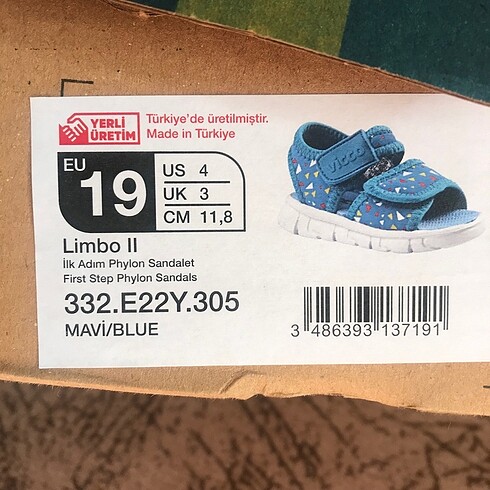 YERLİ
ÜRETİM
Türkiye'de üretilmiştir.
Made in Türkiye
EU
19
US 4
UK 3
CM 11,8
vicco
Limbo II
İlk Adım Phylon Sandalet
First Step Phylon Sandals
332.E22Y.305
MAVİ/BLUE
3 486393 137191